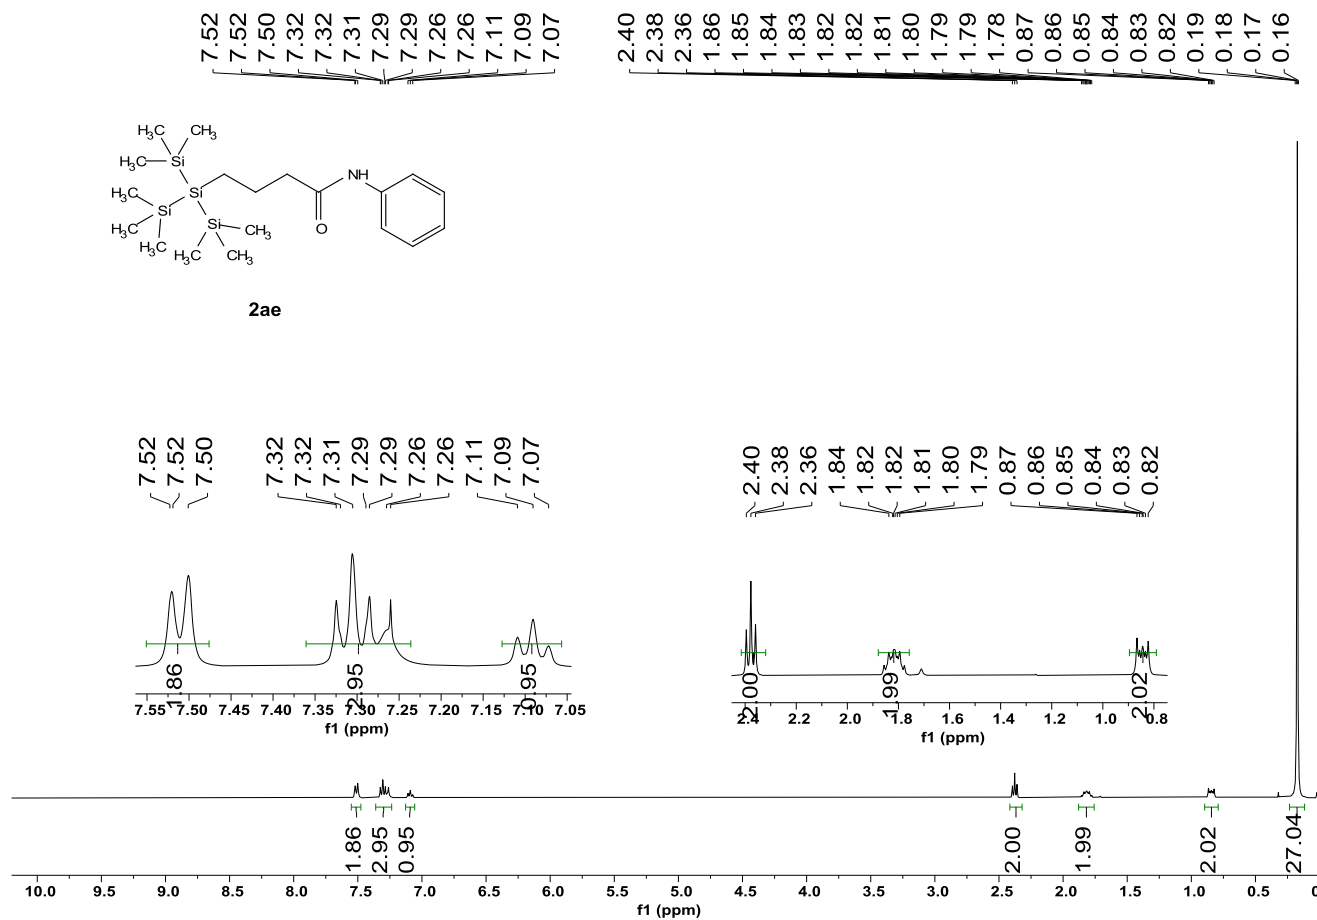 7.52 7.52 7.50 7.32 7.32 7.31 7.29 7.29 7.26 7.26 7.11 7.09 7.07 2.40 2.38 2.36 1.86 1.85 1.84 1.83 1.82 1.82 1.81 1.80 1.79 1.79 1.78 0.87 0.86 0.85 0.84 0.83 0.82 0.19 0.18 0.17 0.16
H₃C CH₃
H₃C Si
H₃C Si NH
H₃C Si Si CH₃ O
H₃C H₃C CH₃
2ae
7.52 7.52 7.50 7.32 7.32 7.31 7.29 7.29 7.26 7.26 7.11 7.09 7.07 2.40 2.38 2.36 1.84 1.82 1.82 1.81 1.80 1.79 0.87 0.86 0.85 0.84 0.83 0.82
1.86 2.95 0.95 2.00 1.99 2.02
7.55 7.50 7.45 7.40 7.35 7.30 7.25 7.20 7.15 7.10 7.05
f1 (ppm)
2.4 2.2 2.0 1.8 1.6 1.4 1.2 1.0 0.8
f1 (ppm)
1.86 2.95 0.95 2.00 1.99 2.02 27.04
10.0 9.5 9.0 8.5 8.0 7.5 7.0 6.5 6.0 5.5 5.0 4.5 4.0 3.5 3.0 2.5 2.0 1.5 1.0 0.5
f1 (ppm)